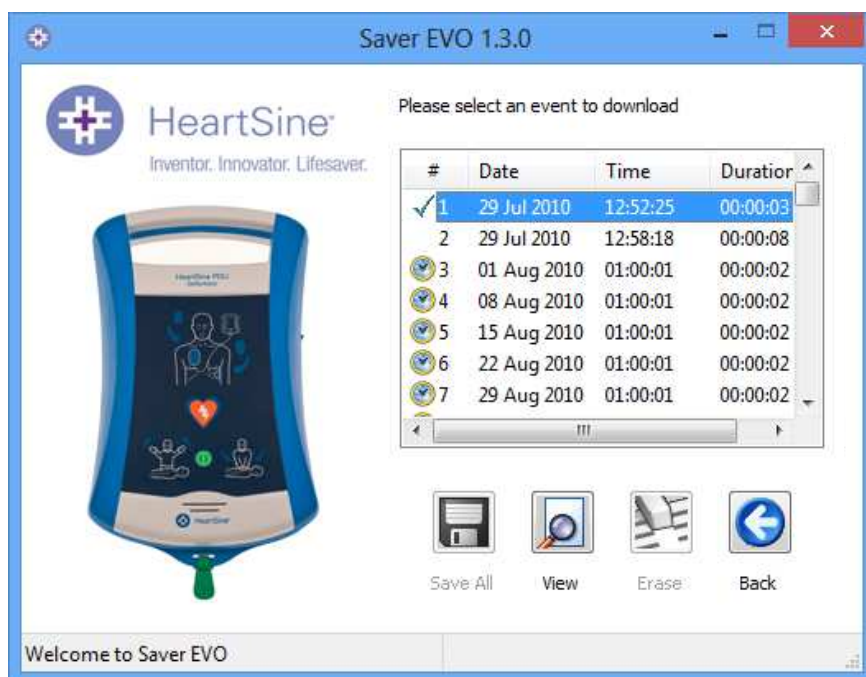 Saver EVO 1.3.0
HeartSine
Inventor. Innovator. Lifesaver.
Please select an event to download
# Date Time Duration
1 29 Jul 2010 12:52:25 00:00:03
2 29 Jul 2010 12:58:18 00:00:08
3 01 Aug 2010 01:00:01 00:00:02
4 08 Aug 2010 01:00:01 00:00:02
5 15 Aug 2010 01:00:01 00:00:02
6 22 Aug 2010 01:00:01 00:00:02
7 29 Aug 2010 01:00:01 00:00:02
HeartSine
Save All View Erase Back
Welcome to Saver EVO